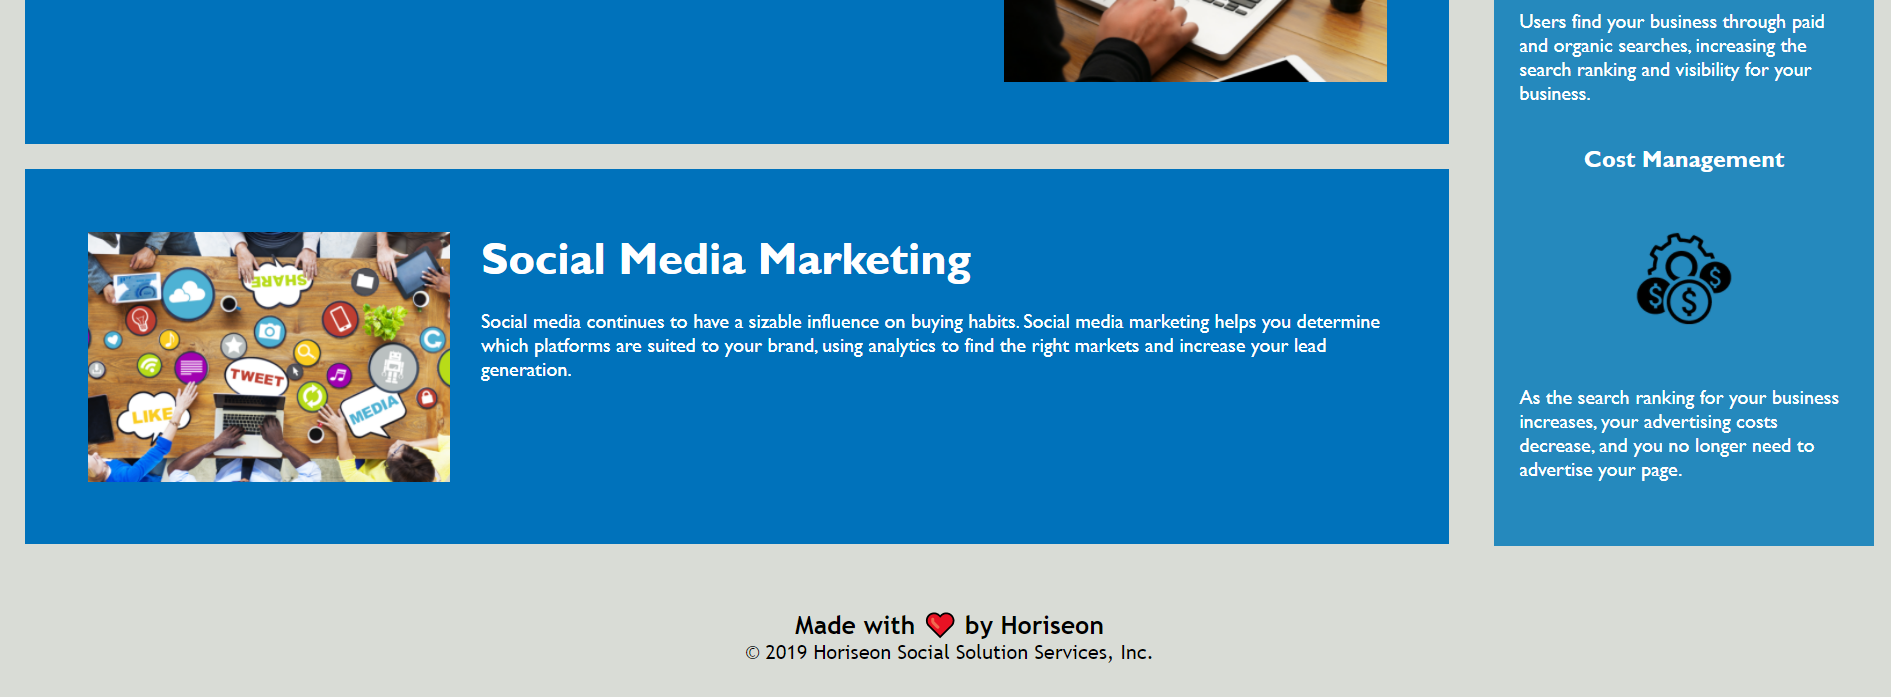 Users find your business through paid
and organic searches, increasing the
search ranking and visibility for your
business.
Cost Management
As the search ranking for your business
increases, your advertising costs
decrease, and you no longer need to
advertise your page.
SHARE
TWEET
LIKE
MEDIA
Social Media Marketing
Social media continues to have a sizable influence on buying habits. Social media marketing helps you determine
which platforms are suited to your brand, using analytics to find the right markets and increase your lead
generation.
Made with ❤️ by Horiseon
© 2019 Horiseon Social Solution Services, Inc.